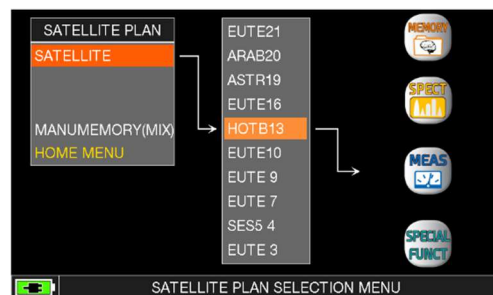 SATELLITE PLAN
SATELLITE
MANUMEMORY(MIX)
HOME MENU
EUTE21
ARAB20
ASTR19
EUTE16
HOTB13
EUTE10
EUTE 9
EUTE 7
SES5 4
EUTE 3
MEMORY
SPECT
MEAS
SPECIAL
FUNCT
SATELLITE PLAN SELECTION MENU